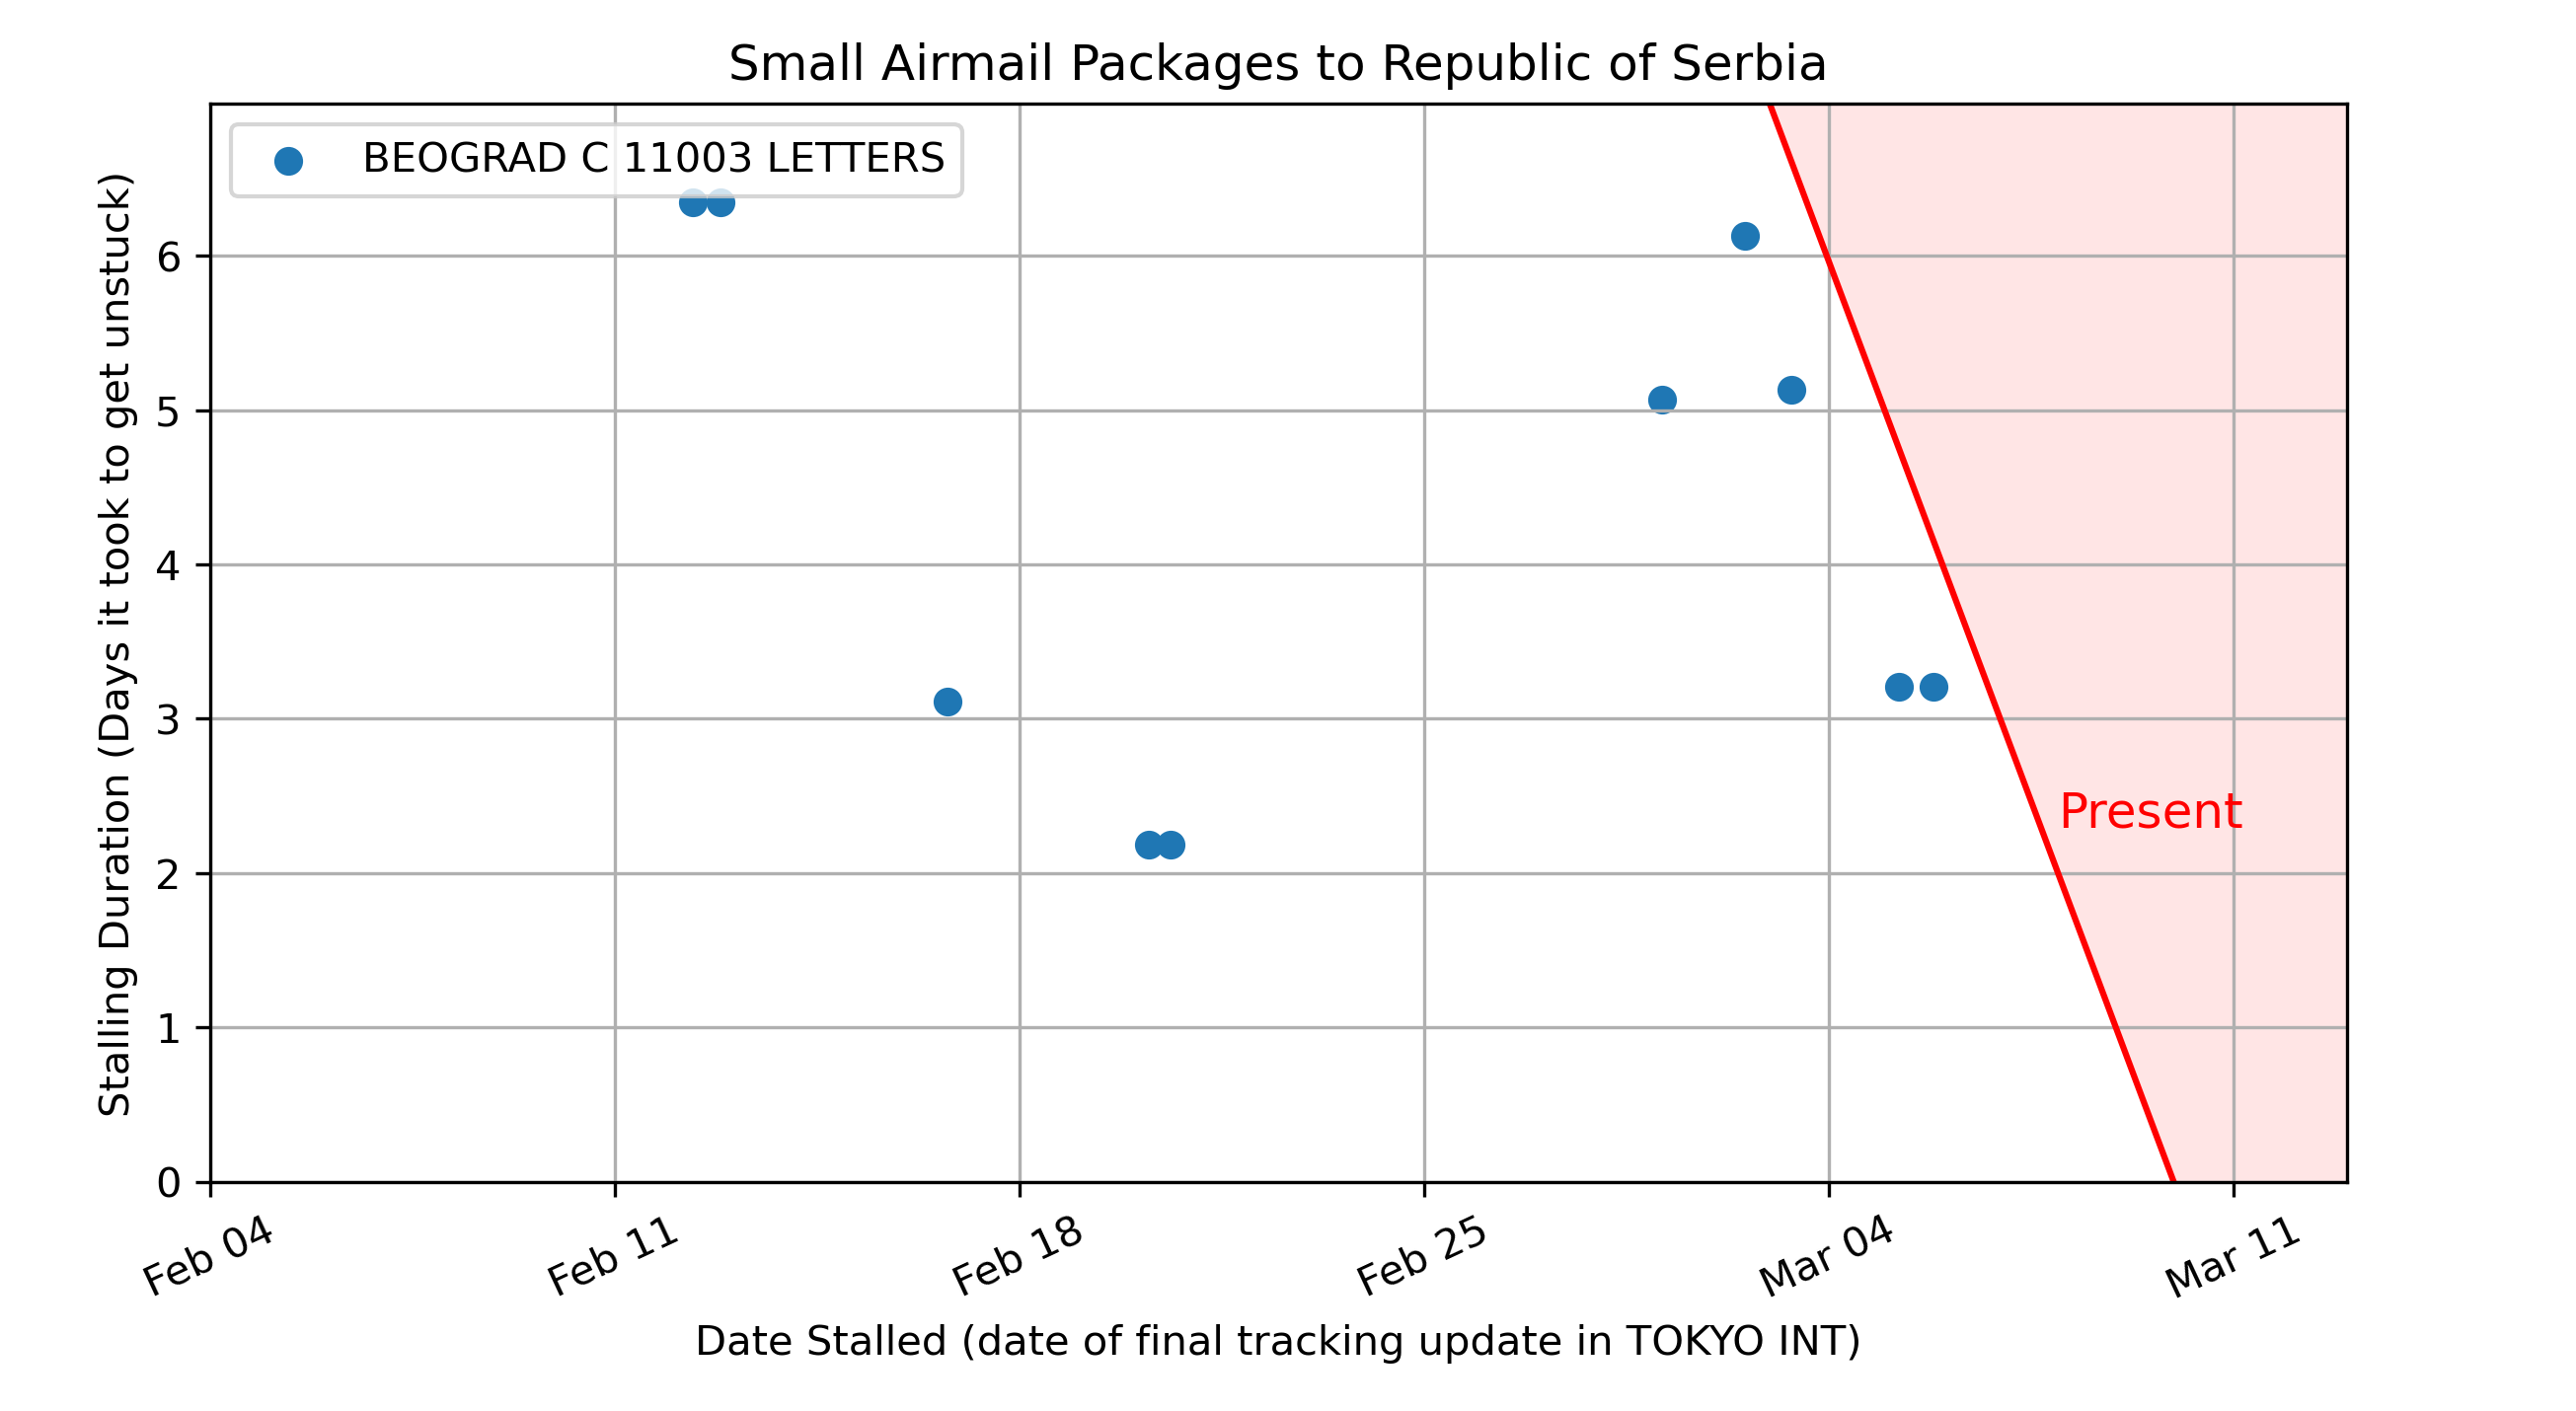 Small Airmail Packages to Republic of Serbia
BEOGRAD C 11003 LETTERS
Stalling Duration (Days it took to get unstuck)
6
5
4
3
2
1
0
Present
Feb 04
Feb 11
Feb 18
Feb 25
Mar 04
Mar 11
Date Stalled (date of final tracking update in TOKYO INT)